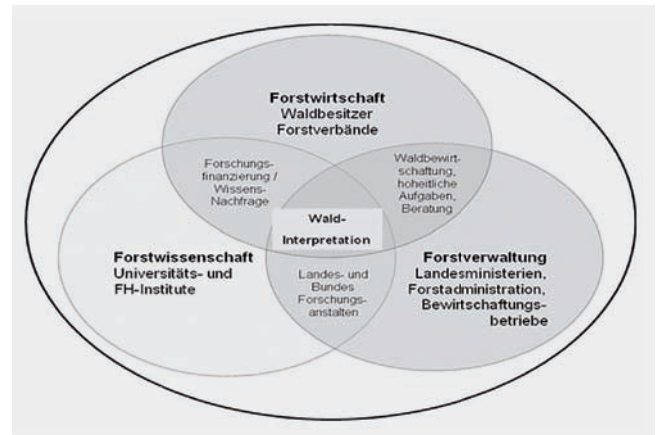 Forstwirtschaft
Waldbesitzer
Forstverbände
Forschungs-
finanzierung /
Wissens-
Nachfrage
Waldbewirt-
schaftung,
hoheitliche
Aufgaben,
Beratung
Wald-
Interpretation
Forstwissenschaft
Universitäts- und
FH-Institute
Landes- und
Bundes
Forschungs-
anstalten
Forstverwaltung
Landesministerien,
Forstadministration,
Bewirtschaftungs-
betriebe